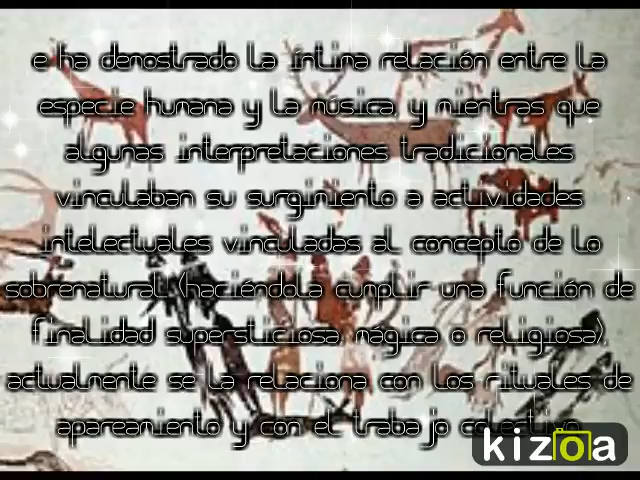 e ha demostrado la íntima relación entre la
especie humana y la música, y mientras que
algunas interpretaciones tradicionales
vinculaban su surgimiento a actividades
intelectuales vinculadas al concepto de lo
sobrenatural (haciéndola cumplir una función de
finalidad supersticiosa, mágica o religiosa),
actualmente se la relaciona con los rituales de
apareamiento y con el trabajo colectivo
kizoa